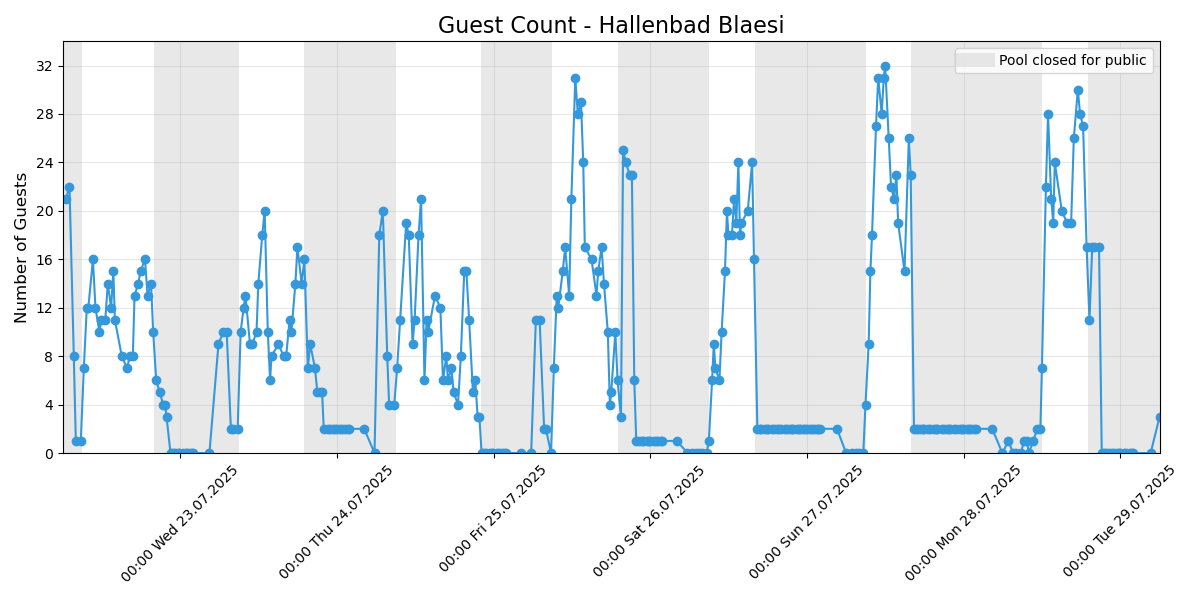 Guest Count - Hallenbad Blaesi
Pool closed for public
Number of Guests
32
28
24
20
16
12
8
4
0
00:00 Wed 23.07.2025
00:00 Thu 24.07.2025
00:00 Fri 25.07.2025
00:00 Sat 26.07.2025
00:00 Sun 27.07.2025
00:00 Mon 28.07.2025
00:00 Tue 29.07.2025